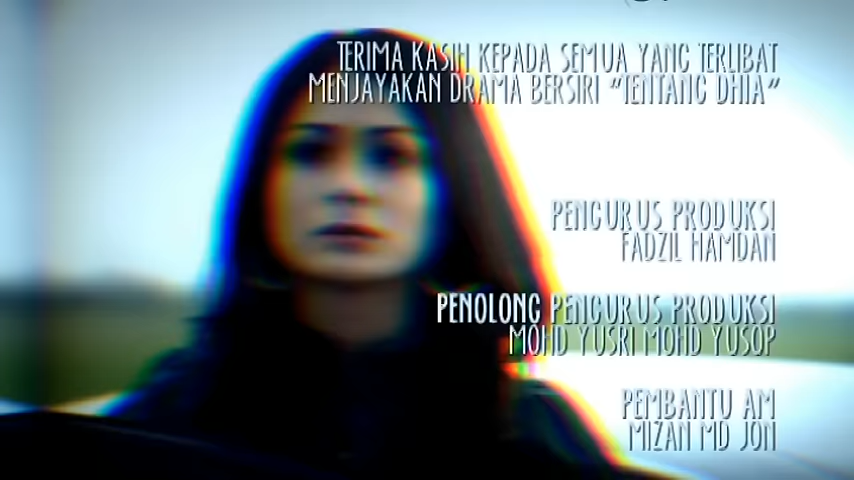 TERIMA KASIH KEPADA SEMUA YANG TERLIBAT
MENJAYAKAN DRAMA BERSIRI "TENTANG DHIA"
PENGURUS PRODUKSI
FADZIL HAMDAN
PENOLONG PENGURUS PRODUKSI
MOHD YUSRI MOHD YUSOP
PEMBANTU AM
MIZAN MD JON